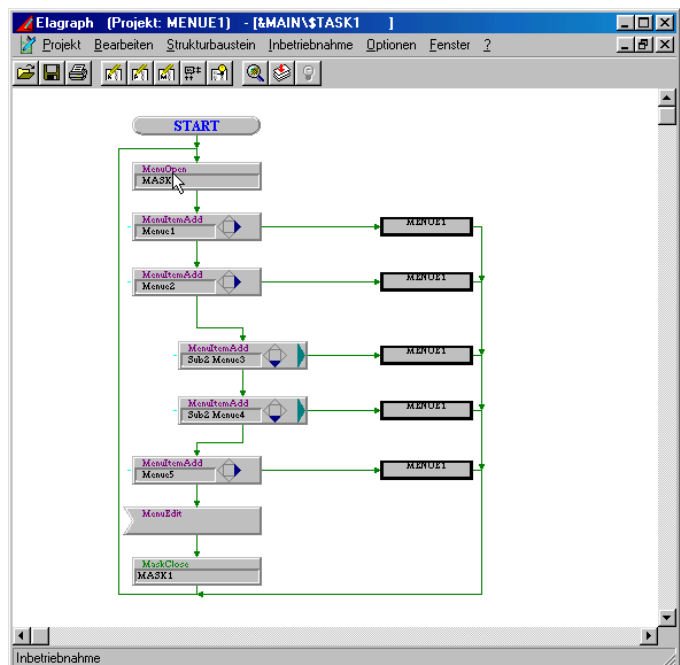 Elagraph (Projekt: MENUE1) - [&MAIN\$TASK1 ]
Projekt Bearbeiten Strukturbaustein Inbetriebnahme Optionen Fenster ?
START
MenuOpen
MASK
MenuItemAdd
Menue1
MENUE1
MenuItemAdd
Menue2
MENUE1
MenuItemAdd
Sub2 Menue3
MENUE1
MenuItemAdd
Sub2 Menue4
MENUE1
MenuItemAdd
Menue5
MENUE1
MenuEdit
MaskClose
MASK1
Inbetriebnahme